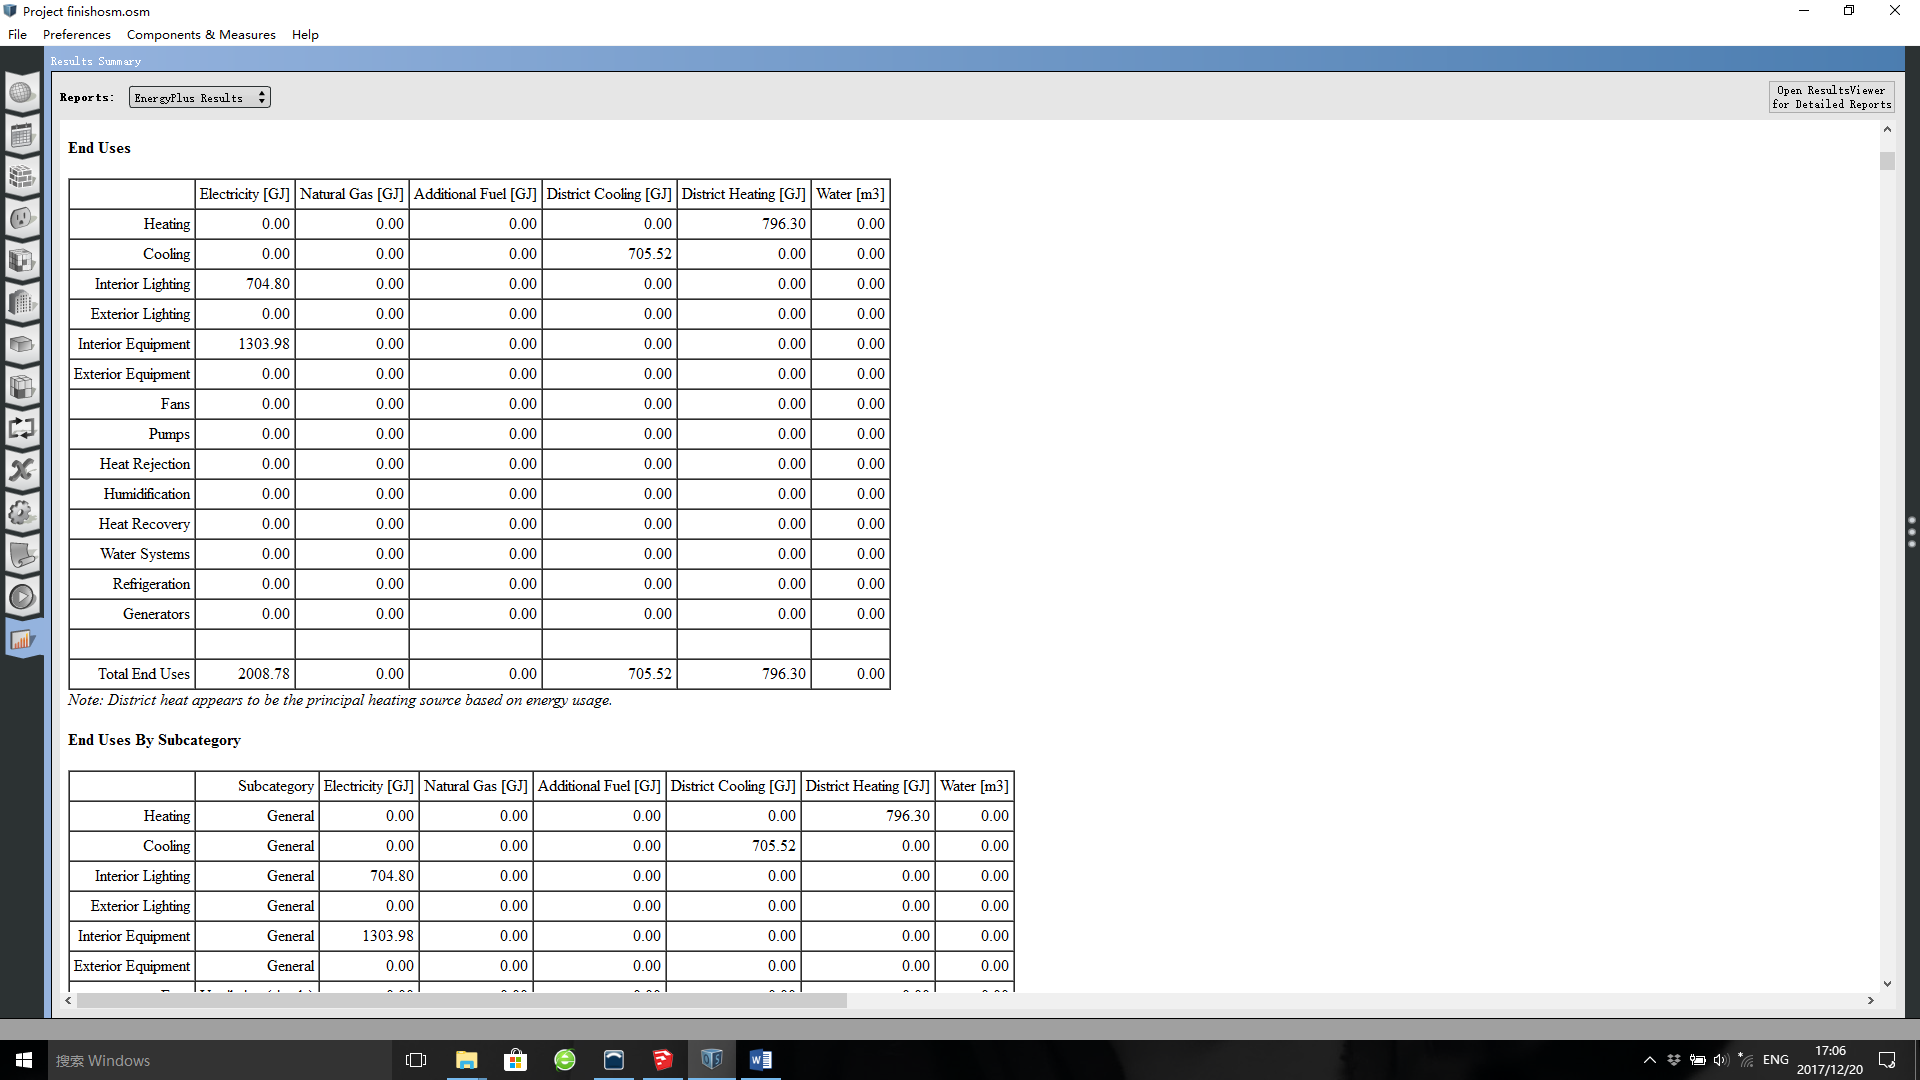 Project finishosm.osm
File Preferences Components & Measures Help
Results Summary
Reports: EnergyPlus Results
Open ResultsViewer
for Detailed Reports
End Uses
Electricity [GJ] Natural Gas [GJ] Additional Fuel [GJ] District Cooling [GJ] District Heating [GJ] Water [m3]
Heating 0.00 0.00 0.00 0.00 796.30 0.00
Cooling 0.00 0.00 0.00 705.52 0.00 0.00
Interior Lighting 704.80 0.00 0.00 0.00 0.00 0.00
Exterior Lighting 0.00 0.00 0.00 0.00 0.00 0.00
Interior Equipment 1303.98 0.00 0.00 0.00 0.00 0.00
Exterior Equipment 0.00 0.00 0.00 0.00 0.00 0.00
Fans 0.00 0.00 0.00 0.00 0.00 0.00
Pumps 0.00 0.00 0.00 0.00 0.00 0.00
Heat Rejection 0.00 0.00 0.00 0.00 0.00 0.00
Humidification 0.00 0.00 0.00 0.00 0.00 0.00
Heat Recovery 0.00 0.00 0.00 0.00 0.00 0.00
Water Systems 0.00 0.00 0.00 0.00 0.00 0.00
Refrigeration 0.00 0.00 0.00 0.00 0.00 0.00
Generators 0.00 0.00 0.00 0.00 0.00 0.00
Total End Uses 2008.78 0.00 0.00 705.52 796.30 0.00
Note: District heat appears to be the principal heating source based on energy usage.
End Uses By Subcategory
Subcategory Electricity [GJ] Natural Gas [GJ] Additional Fuel [GJ] District Cooling [GJ] District Heating [GJ] Water [m3]
Heating General 0.00 0.00 0.00 0.00 796.30 0.00
Cooling General 0.00 0.00 0.00 705.52 0.00 0.00
Interior Lighting General 704.80 0.00 0.00 0.00 0.00 0.00
Exterior Lighting General 0.00 0.00 0.00 0.00 0.00 0.00
Interior Equipment General 1303.98 0.00 0.00 0.00 0.00 0.00
Exterior Equipment General 0.00 0.00 0.00 0.00 0.00 0.00
搜索 Windows
ENG
17:06
2017/12/20